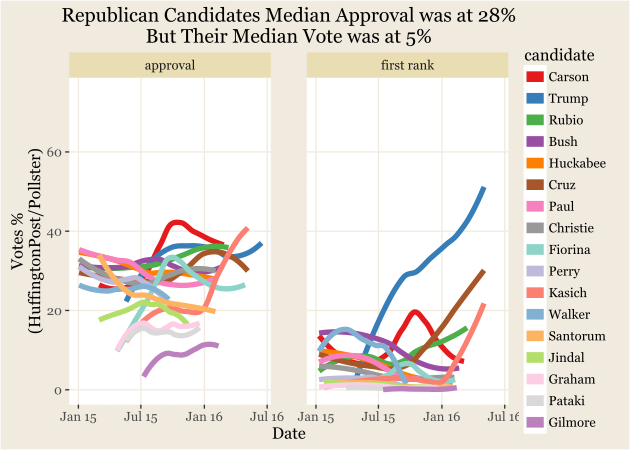 Republican Candidates Median Approval was at 28%
But Their Median Vote was at 5%
approval
first rank
Votes %
(HuffingtonPost/Pollster)
60
40
20
0
Jan 15
Jul 15
Jan 16
Jul 16
Jan 15
Jul 15
Jan 16
Jul 16
Date
candidate
Carson
Trump
Rubio
Bush
Huckabee
Cruz
Paul
Christie
Fiorina
Perry
Kasich
Walker
Santorum
Jindal
Graham
Pataki
Gilmore